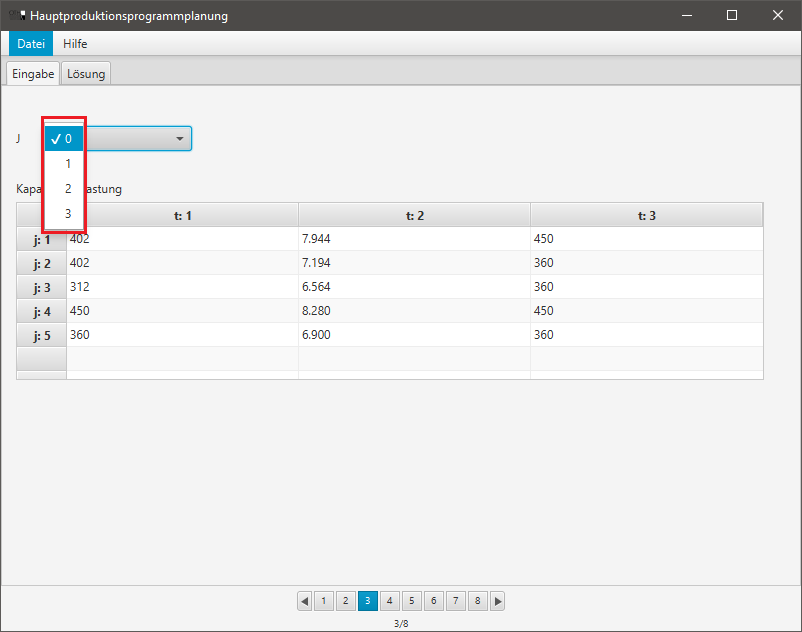 Hauptproduktionsprogrammplanung
Datei Hilfe
Eingabe Lösung
J 0
1
2
3
Kapa astung
t: 1 t: 2 t: 3
j: 1 402 7.944 450
j: 2 402 7.194 360
j: 3 312 6.564 360
j: 4 450 8.280 450
j: 5 360 6.900 360
1 2 3 4 5 6 7 8
3/8